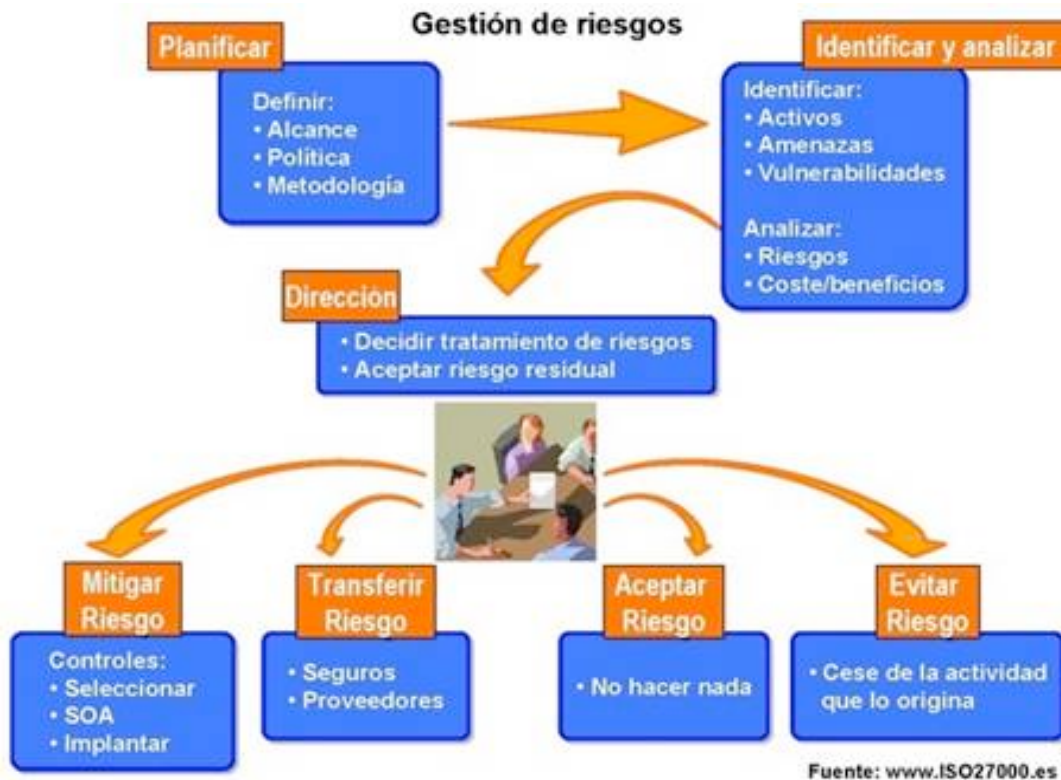 Gestión de riesgos
Planificar
Definir:
• Alcance
• Política
• Metodología
Identificar y analizar
Identificar:
• Activos
• Amenazas
• Vulnerabilidades
Analizar:
• Riesgos
• Coste/beneficios
Dirección
• Decidir tratamiento de riesgos
• Aceptar riesgo residual
Mitigar
Riesgo
Controles:
• Seleccionar
• SOA
• Implantar
Transferir
Riesgo
• Seguros
• Proveedores
Aceptar
Riesgo
• No hacer nada
Evitar
Riesgo
• Cese de la actividad
que lo origina
Fuente: www.ISO27000.es